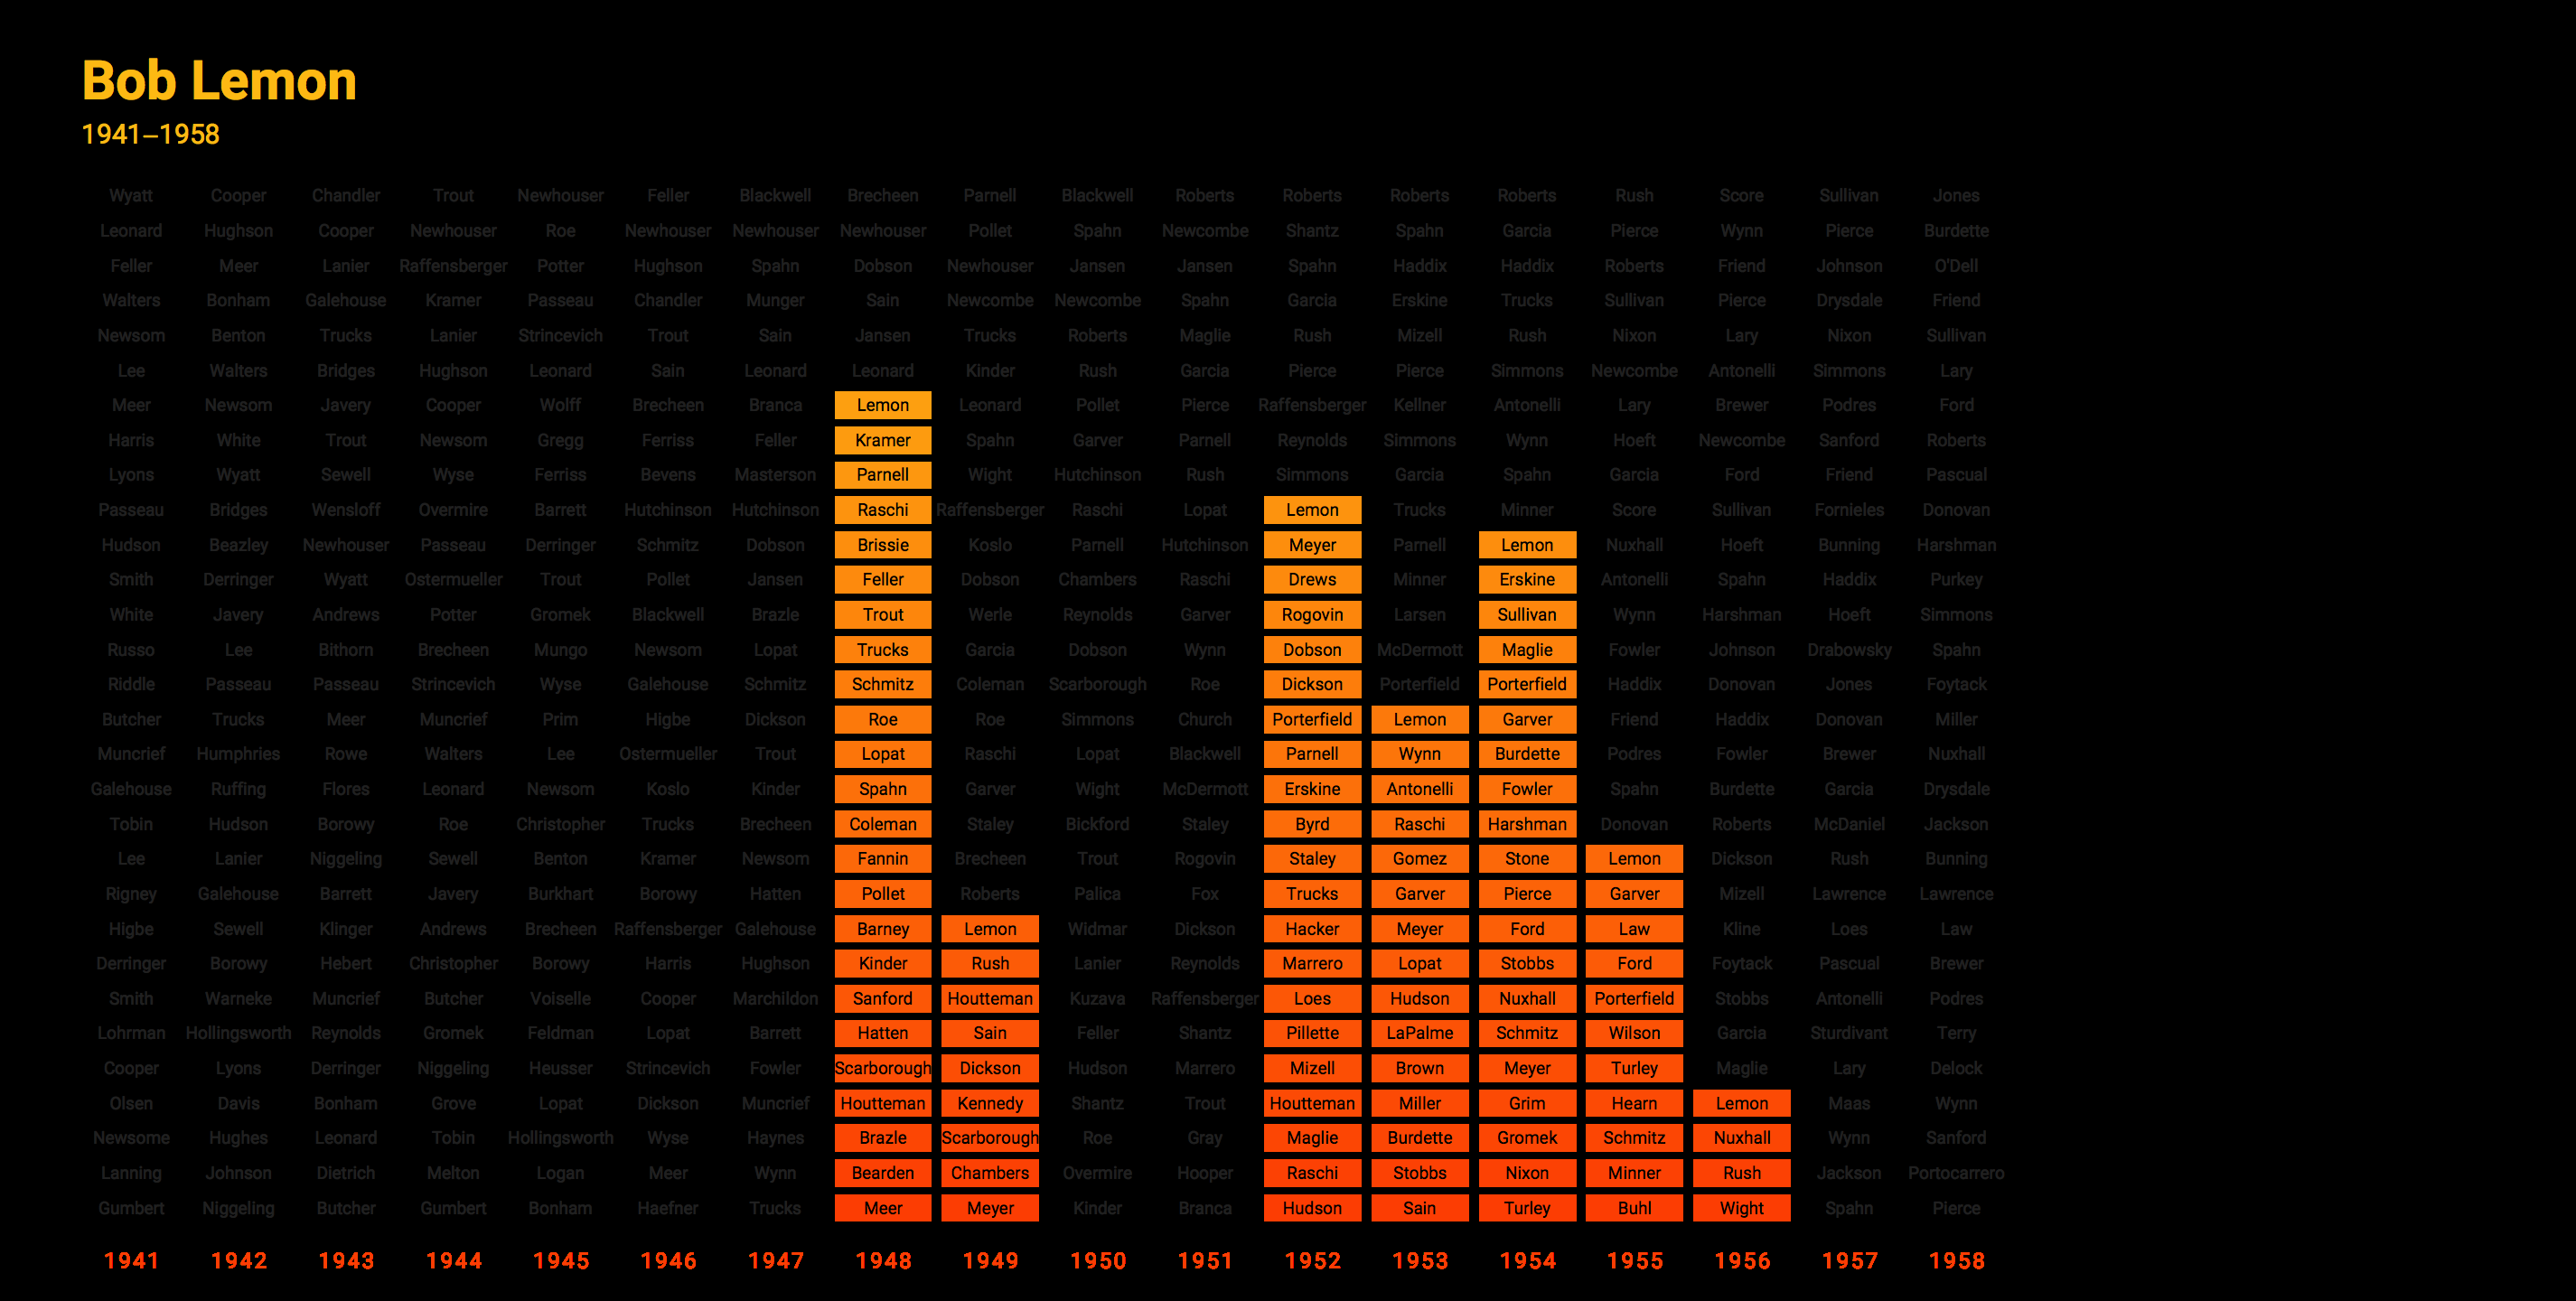 Bob Lemon
1941–1958
Wyatt Cooper Chandler Trout Newhouser Feller Blackwell Brecheen Parnell Blackwell Roberts Roberts Roberts Roberts Rush Score Sullivan Jones
Leonard Hughson Cooper Newhouser Roe Newhouser Newhouser Newhouser Pollet Spahn Newcombe Shantz Spahn Garcia Pierce Wynn Pierce Burdette
Feller Meer Lanier Raffensberger Potter Hughson Spahn Dobson Newhouser Jansen Jansen Spahn Haddix Haddix Roberts Friend Johnson O'Dell
Walters Bonham Galehouse Kramer Passeau Chandler Munger Sain Newcombe Newcombe Spahn Garcia Erskine Trucks Sullivan Pierce Drysdale Friend
Newsom Benton Trucks Lanier Strincevich Trout Sain Jansen Trucks Roberts Maglie Rush Mizell Rush Nixon Lary Nixon Sullivan
Lee Walters Bridges Hughson Leonard Sain Leonard Leonard Kinder Rush Garcia Pierce Pierce Simmons Newcombe Antonelli Simmons Lary
Meer Newsom Javery Cooper Wolff Brecheen Branca Lemon Leonard Pollet Pierce Raffensberger Kellner Antonelli Lary Brewer Podres Ford
Harris White Trout Newsom Gregg Ferriss Feller Kramer Spahn Garver Parnell Reynolds Simmons Wynn Hoeft Newcombe Sanford Roberts
Lyons Wyatt Sewell Wyse Ferriss Bevens Masterson Parnell Wight Hutchinson Rush Simmons Garcia Spahn Garcia Ford Friend Pascual
Passeau Bridges Wensloff Overmire Barrett Hutchinson Hutchinson Raschi Raffensberger Raschi Lopat Lemon Trucks Minner Score Sullivan Fornieles Donovan
Hudson Beazley Newhouser Passeau Derringer Schmitz Dobson Brissie Koslo Parnell Hutchinson Meyer Parnell Lemon Nuxhall Hoeft Bunning Harshman
Smith Derringer Wyatt Ostermueller Trout Pollet Jansen Feller Dobson Chambers Raschi Drews Minner Erskine Antonelli Spahn Haddix Purkey
White Javery Andrews Potter Gromek Blackwell Brazle Trout Werle Reynolds Garver Rogovin Larsen Sullivan Wynn Harshman Hoeft Simmons
Russo Lee Bithorn Brecheen Mungo Newsom Lopat Trucks Garcia Dobson Wynn Dobson McDermott Maglie Fowler Johnson Drabowsky Spahn
Riddle Passeau Passeau Strincevich Wyse Galehouse Schmitz Schmitz Coleman Scarborough Roe Dickson Porterfield Porterfield Haddix Donovan Jones Foytack
Butcher Trucks Meer Muncrief Prim Higbe Dickson Roe Roe Simmons Church Porterfield Lemon Garver Friend Haddix Donovan Miller
Muncrief Humphries Rowe Walters Lee Ostermueller Trout Lopat Raschi Lopat Blackwell Parnell Wynn Burdette Podres Fowler Brewer Nuxhall
Galehouse Ruffing Flores Leonard Newsom Koslo Kinder Spahn Garver Wight McDermott Erskine Antonelli Fowler Spahn Burdette Garcia Drysdale
Tobin Hudson Borowy Roe Christopher Trucks Brecheen Coleman Staley Bickford Staley Byrd Raschi Harshman Donovan Roberts McDaniel Jackson
Lee Lanier Niggeling Sewell Benton Kramer Newsom Fannin Brecheen Trout Rogovin Staley Gomez Stone Lemon Dickson Rush Bunning
Rigney Galehouse Barrett Javery Burkhart Borowy Hatten Pollet Roberts Palica Fox Trucks Garver Pierce Garver Mizell Lawrence Lawrence
Higbe Sewell Klinger Andrews Brecheen Raffensberger Galehouse Barney Lemon Widmar Dickson Hacker Meyer Ford Law Kline Loes Law
Derringer Borowy Hebert Christopher Borowy Harris Hughson Kinder Rush Lanier Reynolds Marrero Lopat Stobbs Ford Foytack Pascual Brewer
Smith Warneke Muncrief Butcher Voiselle Cooper Marchildon Sanford Houtteman Kuzava Raffensberger Loes Hudson Nuxhall Porterfield Stobbs Antonelli Podres
Lohrman Hollingsworth Reynolds Gromek Feldman Lopat Barrett Hatten Sain Feller Shantz Pillette LaPalme Schmitz Wilson Garcia Sturdivant Terry
Cooper Lyons Derringer Niggeling Heusser Strincevich Fowler Scarborough Dickson Hudson Marrero Mizell Brown Meyer Turley Maglie Lary Delock
Olsen Davis Bonham Grove Lopat Dickson Muncrief Houtteman Kennedy Shantz Trout Houtteman Miller Grim Hearn Lemon Maas Wynn
Newsome Hughes Leonard Tobin Hollingsworth Wyse Haynes Brazle Scarborough Roe Gray Maglie Burdette Gromek Schmitz Nuxhall Wynn Sanford
Lanning Johnson Dietrich Melton Logan Meer Wynn Bearden Chambers Overmire Hooper Raschi Stobbs Nixon Minner Rush Jackson Portocarrero
Gumbert Niggeling Butcher Gumbert Bonham Haefner Trucks Meer Meyer Kinder Branca Hudson Sain Turley Buhl Wight Spahn Pierce
1941 1942 1943 1944 1945 1946 1947 1948 1949 1950 1951 1952 1953 1954 1955 1956 1957 1958